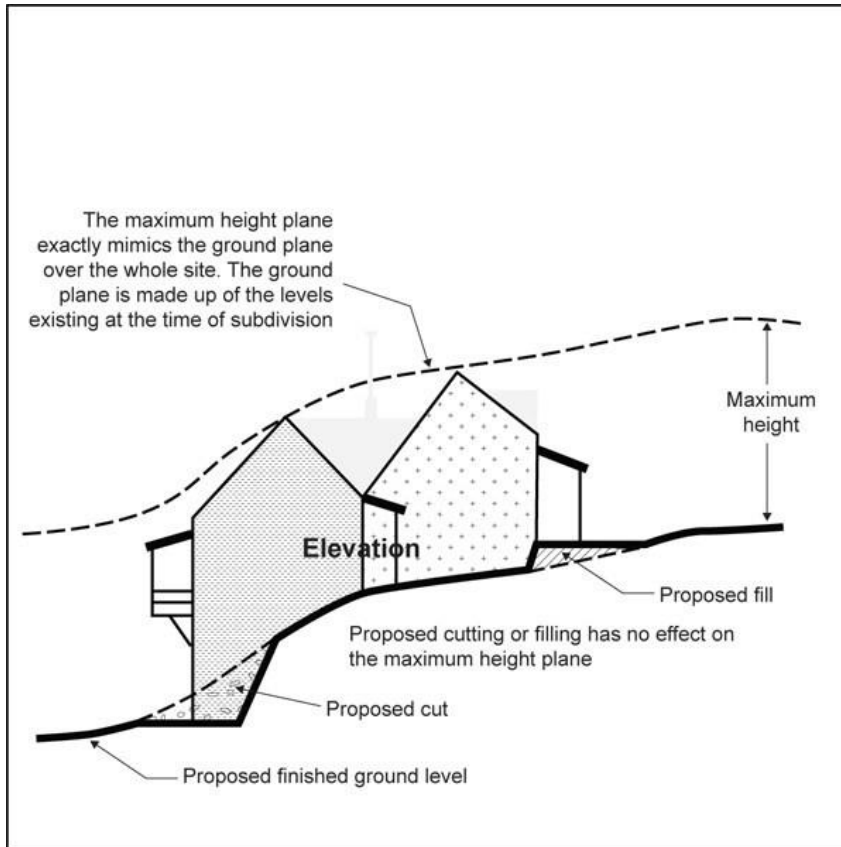 The maximum height plane
exactly mimics the ground plane
over the whole site. The ground
plane is made up of the levels
existing at the time of subdivision
Maximum
height
Elevation
Proposed fill
Proposed cutting or filling has no effect on
the maximum height plane
Proposed cut
Proposed finished ground level